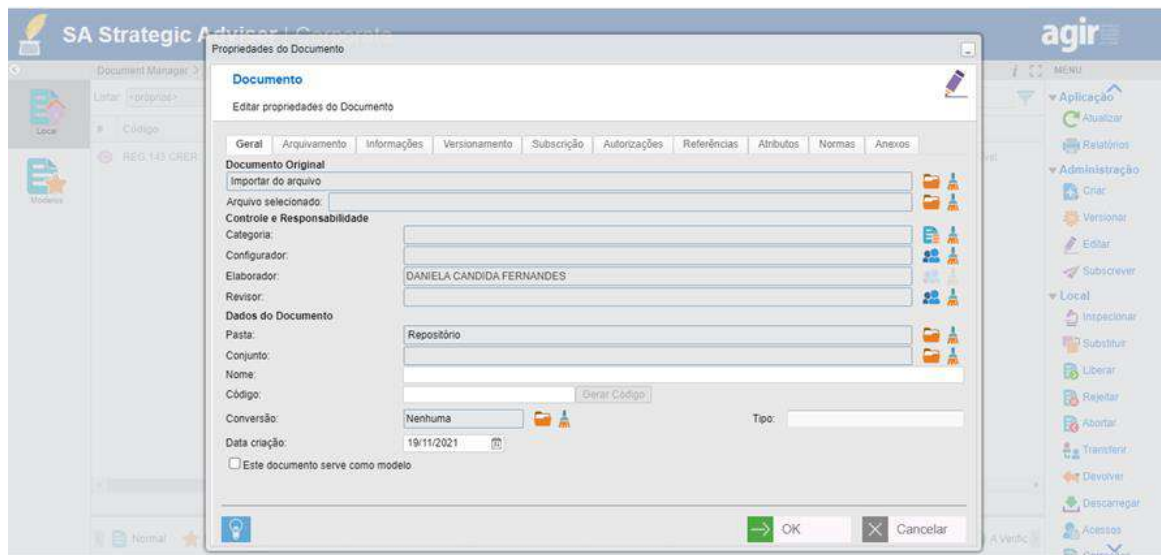 SA Strategic Advisor | Corporate
agir
Propriedades do Documento
Documento
Editar propriedades do Documento
Document Manager >
MENU
Listar: <próprios>
# Código
REG.143 CRER
Local
Modelos
Geral Arquivamento Informações Versionamento Subscrição Autorizações Referências Atributos Normas Anexos
Documento Original
Importar do arquivo
Arquivo selecionado:
Controle e Responsabilidade
Categoria:
Configurador:
Elaborador: DANIELA CANDIDA FERNANDES
Revisor:
Dados do Documento
Pasta: Repositório
Conjunto:
Nome:
Código: Gerar Código
Conversão: Nenhuma Tipo:
Data criação: 19/11/2021
Este documento serve como modelo
OK Cancelar
Normal
A Verific
Aplicação
Atualizar
Relatórios
Administração
Criar
Versionar
Editar
Subscrever
Local
Inspecionar
Substituir
Liberar
Rejeitar
Abortar
Transferir
Devolver
Descarregar
Acessos